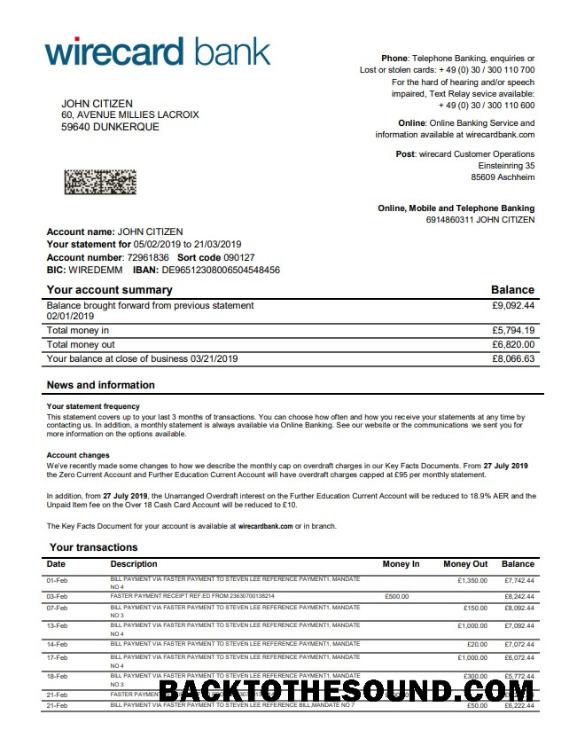 wirecard bank
Phone: Telephone Banking, enquiries or
Lost or stolen cards: + 49 (0) 30 / 300 110 700
For the hard of hearing and/or speech
impaired, Text Relay sevice available:
+ 49 (0) 30 / 300 110 600
Online: Online Banking Service and
information available at wirecardbank.com
Post: wirecard Customer Operations
Einsteinring 35
85609 Aschheim
Online, Mobile and Telephone Banking
6914860311 JOHN CITIZEN
JOHN CITIZEN
60, AVENUE MILLIES LACROIX
59640 DUNKERQUE
Account name: JOHN CITIZEN
Your statement for 05/02/2019 to 21/03/2019
Account number: 72961836 Sort code 090127
BIC: WIREDEMM IBAN: DE96512308006504548456
Your account summary Balance
Balance brought forward from previous statement £9,092.44
02/01/2019
Total money in £5,794.19
Total money out £6,820.00
Your balance at close of business 03/21/2019 £8,066.63
News and information
Your statement frequency
This statement covers up to your last 3 months of transactions. You can choose how often and how you receive your statements at any time by
contacting us. In addition, a monthly statement is always available via Online Banking. See our website or the communications we sent you for
more information on the options available.
Account changes
We've recently made some changes to how we describe the monthly cap on overdraft charges in our Key Facts Documents. From 27 July 2019
the Zero Current Account and Further Education Current Account will have overdraft charges capped at £95 per monthly statement.
In addition, from 27 July 2019, the Unarranged Overdraft interest on the Further Education Current Account will be reduced to 18.9% AER and the
Unpaid Item fee on the Over 18 Cash Card Account will be reduced to £10.
The Key Facts Document for your account is available at wirecardbank.com or in branch.
Your transactions
Date Description Money In Money Out Balance
01-Feb BILL PAYMENT VIA FASTER PAYMENT TO STEVEN LEE REFERENCE PAYMENT1, MANDATE NO 4 £1,350.00 £7,742.44
03-Feb FASTER PAYMENT RECEIPT REF.ED FROM 23630700138214 £500.00 £8,242.44
07-Feb BILL PAYMENT VIA FASTER PAYMENT TO STEVEN LEE REFERENCE PAYMENT1, MANDATE NO 3 £150.00 £8,092.44
13-Feb BILL PAYMENT VIA FASTER PAYMENT TO STEVEN LEE REFERENCE PAYMENT1, MANDATE NO 4 £1,000.00 £7,092.44
14-Feb BILL PAYMENT VIA FASTER PAYMENT TO STEVEN LEE REFERENCE PAYMENT1, MANDATE £20.00 £7,072.44
17-Feb BILL PAYMENT VIA FASTER PAYMENT TO STEVEN LEE REFERENCE PAYMENT1, MANDATE NO 4 £1,000.00 £6,072.44
18-Feb BILL PAYMENT VIA FASTER PAYMENT TO STEVEN LEE REFERENCE PAYMENT1, MANDATE NO 3 £300.00 £5,772.44
21-Feb FASTER PAYMENT
21-Feb BILL PAYMENT VIA FASTER PAYMENT TO STEVEN LEE REFERENCE BILL,MANDATE NO 7 £50.00 £6,222.44
BACKTOTHESOUND.COM